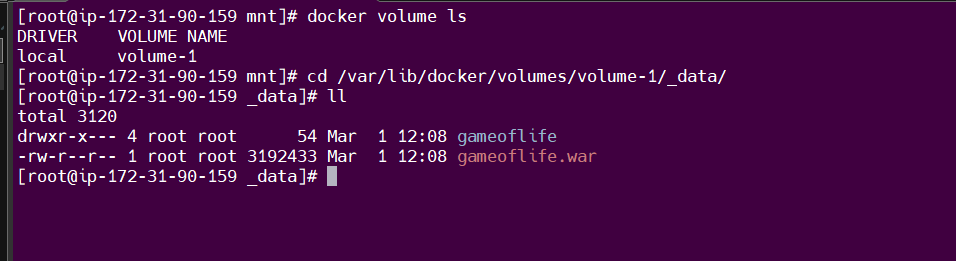 [root@ip-172-31-90-159 mnt]# docker volume ls
DRIVER    VOLUME NAME
local     volume-1
[root@ip-172-31-90-159 mnt]# cd /var/lib/docker/volumes/volume-1/_data/
[root@ip-172-31-90-159 _data]# ll
total 3120
drwxr-x--- 4 root root      54 Mar  1 12:08 gameoflife
-rw-r--r-- 1 root root 3192433 Mar  1 12:08 gameoflife.war
[root@ip-172-31-90-159 _data]#